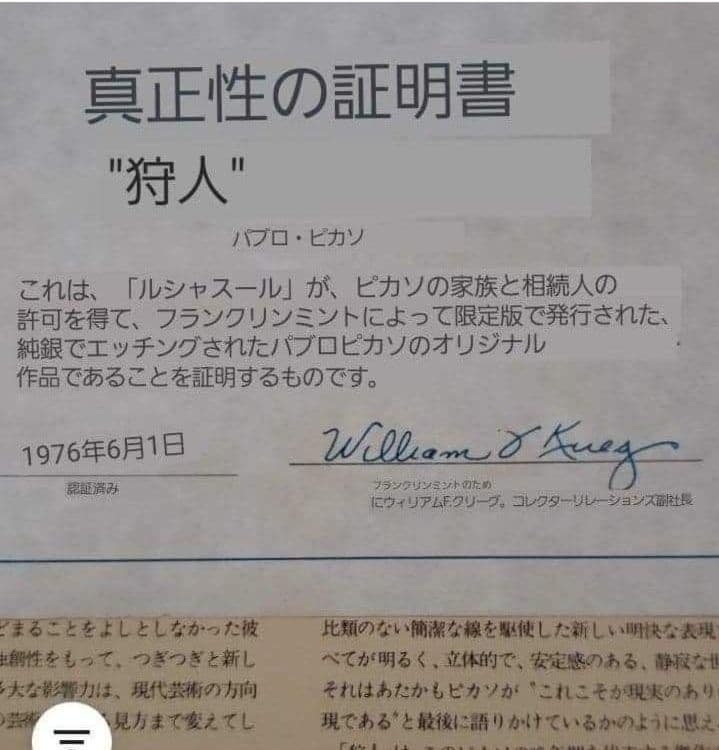 真正性の証明書
"狩人"
パブロ・ピカソ
これは、「ルシャスール」が、ピカソの家族と相続人の
許可を得て、フランクリンミントによって限定版で発行された、
純銀でエッチングされたパブロピカソのオリジナル
作品であることを証明するものです。
1976年6月1日
William F Krieg
認証済み
フランクリンミントのため
にウィリアムF.クリーグ。コレクターリレーションズ副社長
どまることをよしとしなかった彼
独創性をもって、つぎつぎと新し
多大な影響力は、現代芸術の方向
芸術 見方まで変えてし
比類のない簡潔な線を駆使した新しい明快な表現
べてが明るく、立体的で、安定感のある、静寂な世
それはあたかもピカソが“これこそが現実のあり
現である”と最後に語りかけているかのように思え